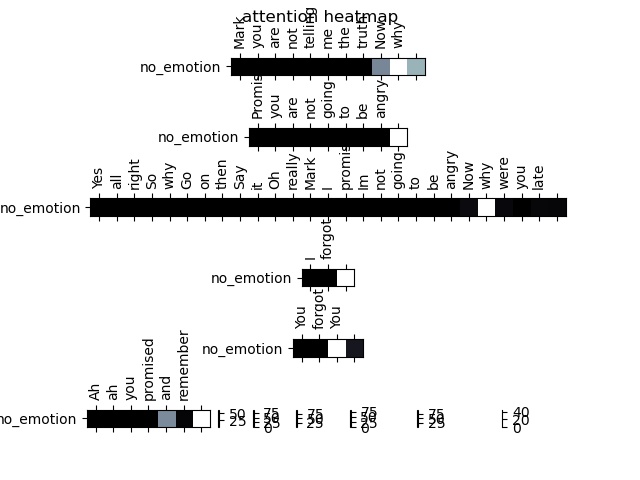 attention heatmap
Mark you are not telling me the truth Now why
no_emotion
Promis you are not going to be angry
no_emotion
Yes all right So why Go on then Say it Oh really Mark I promis Im not going to be angry Now why were you late
no_emotion
I forgot
no_emotion
You forgot You
no_emotion
Ah ah you promised and remember
no_emotion
50 75 75 75 75 40
25 50 50 50 50 20
25 25 25 25 0
0 0